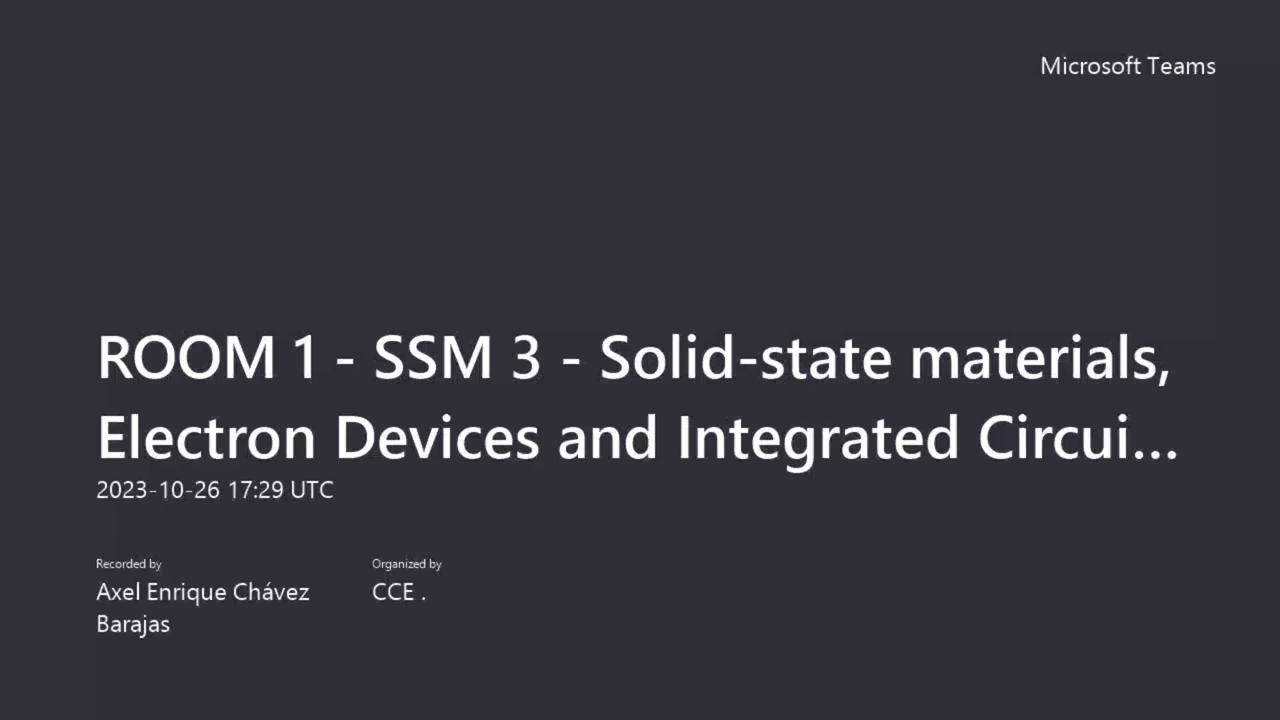 Microsoft Teams
ROOM 1 - SSM 3 - Solid-state materials,
Electron Devices and Integrated Circui...
2023-10-26 17:29 UTC
Recorded by
Organized by
Axel Enrique Chávez
Barajas
CCE .